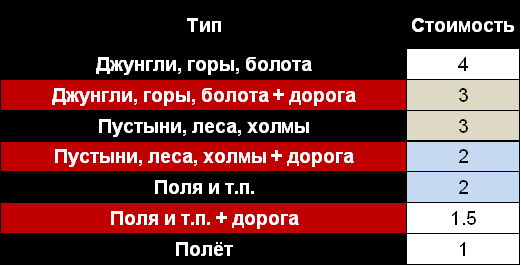 Тип Стоимость
Джунгли, горы, болота 4
Джунгли, горы, болота + дорога 3
Пустыни, леса, холмы 3
Пустыни, леса, холмы + дорога 2
Поля и т.п. 2
Поля и т.п. + дорога 1.5
Полёт 1